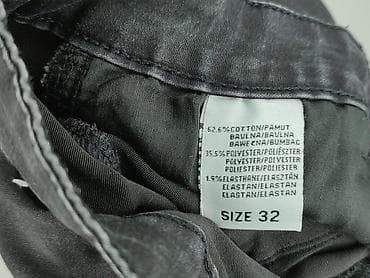 62.6% COTTON/PAMUT
BAVLNA/BAVLNA
BAWEŁNA/BUMBAC
35.5% POLYESTER/POLIÉSZTER
POLYESTER/POLYESTER
POLIESTER/POLIESTER
1.9% ELASTHANE/ELASZTÁN
ELASTAN/ELASTAN
ELASTAN/ELASTAN
SIZE 32